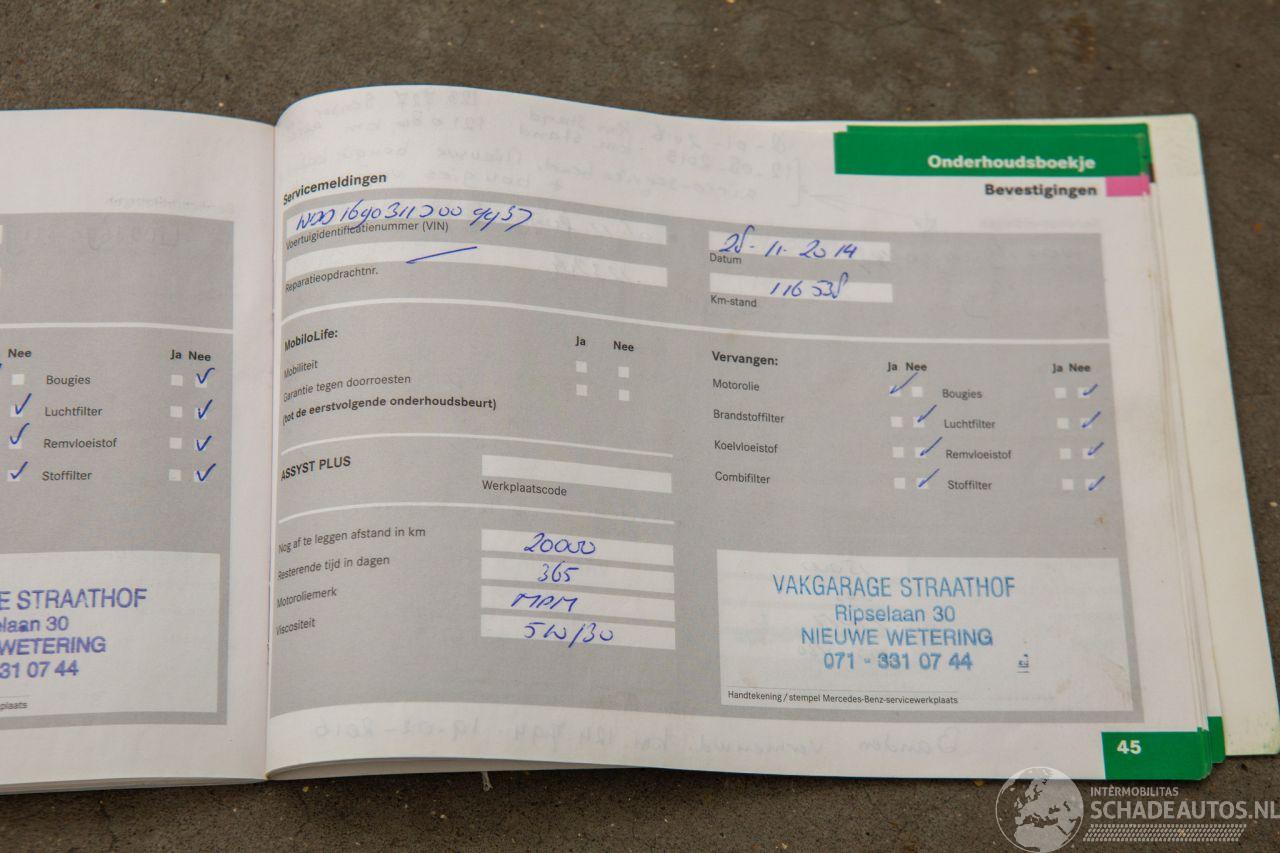 Nee
Ja Nee
Bougies
Luchtfilter
Remvloeistof
Stoffilter
E STRAATHOF
elaan 30
WETERING
31 07 44
plaats
Onderhoudsboekje
Bevestigingen
Servicemeldingen
Voertuigidentificatienummer (VIN)
Reparatieopdrachtnr.
28-11-2014
Datum
116 538
Km-stand
MobiloLife:
Ja Nee
Mobiliteit
Garantie tegen doorroesten
(tot de eerstvolgende onderhoudsbeurt)
ASSYST PLUS
Werkplaatscode
Nog af te leggen afstand in km 20000
Resterende tijd in dagen 365
Motoroliemerk MPM
Viscositeit 5W/30
Vervangen:
Ja Nee
Ja Nee
Motorolie
Bougies
Brandstoffilter
Luchtfilter
Koelvloeistof
Remvloeistof
Combifilter
Stoffilter
VAKGARAGE STRAATHOF
Ripselaan 30
NIEUWE WETERING
071 - 331 07 44
Handtekening/stempel Mercedes-Benz-servicewerkplaats
45
INTERMOBILITAS
SCHADEAUTOS.NL